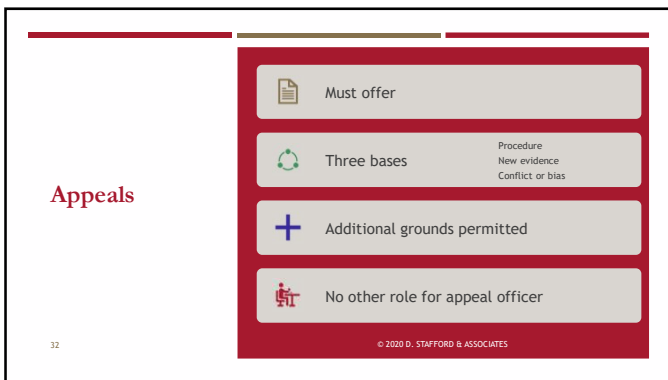 Appeals
Must offer
Three bases
Procedure
New evidence
Conflict or bias
Additional grounds permitted
No other role for appeal officer
32
© 2020 D. STAFFORD & ASSOCIATES